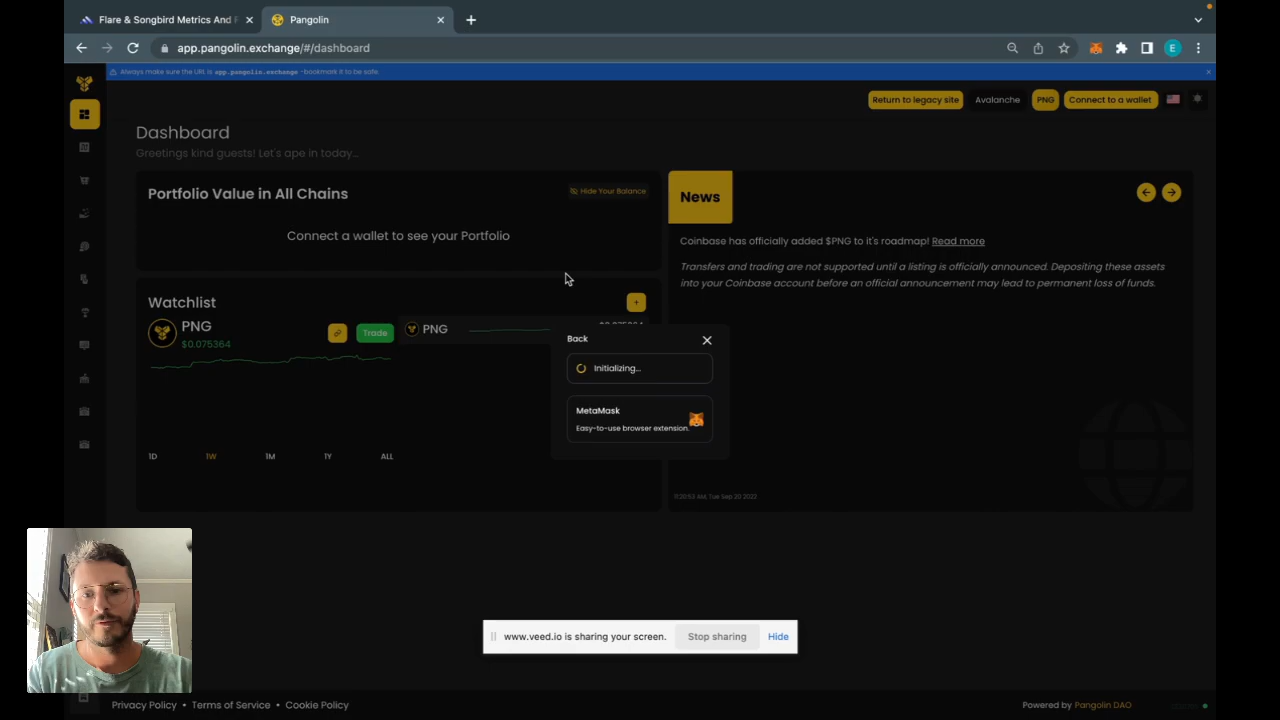 Flare & Songbird Metrics And F
Pangolin
app.pangolin.exchange/#/dashboard
E
Always make sure the URL is app.pangolin.exchange - bookmark it to be safe.
Return to legacy site
Avalanche
PNG
Connect to a wallet
Dashboard
Greetings kind guests! Let's ape in today...
Portfolio Value in All Chains
Hide Your Balance
Connect a wallet to see your Portfolio
News
Coinbase has officially added $PNG to it's roadmap! Read more
Transfers and trading are not supported until a listing is officially announced. Depositing these assets
into your Coinbase account before an official announcement may lead to permanent loss of funds.
Watchlist
PNG
$0.075364
Trade
PNG
$0.075364
Back
Initializing...
MetaMask
Easy-to-use browser extension.
1D
1W
1M
1Y
ALL
11:20:53 AM, Tue Sep 20 2022
www.veed.io is sharing your screen.
Stop sharing
Hide
Privacy Policy • Terms of Service • Cookie Policy
Powered by Pangolin DAO